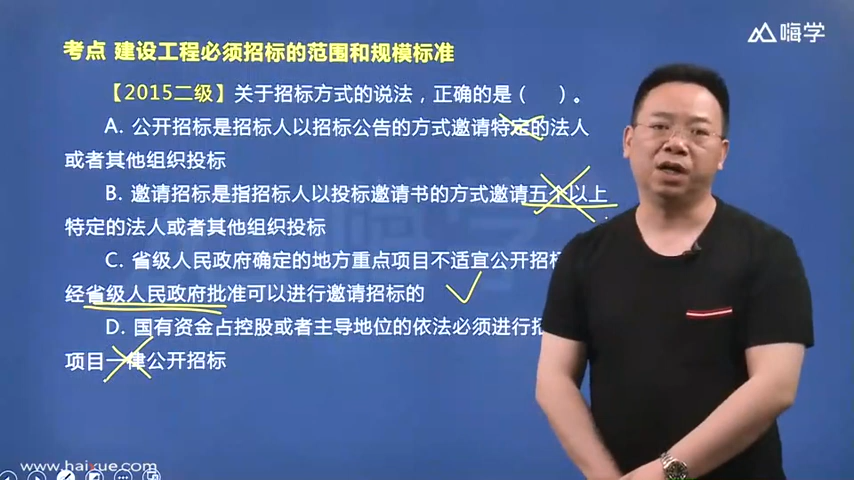 考点 建设工程必须招标的范围和规模标准
嗨学
【2015二级】关于招标方式的说法，正确的是（ ）。
A. 公开招标是招标人以招标公告的方式邀请特定的法人
或者其他组织投标
B. 邀请招标是指招标人以投标邀请书的方式邀请五个以上
特定的法人或者其他组织投标
C. 省级人民政府确定的地方重点项目不适宜公开招标
经省级人民政府批准可以进行邀请招标的
D. 国有资金占控股或者主导地位的依法必须进行招
项目一律公开招标
www.haixue.com